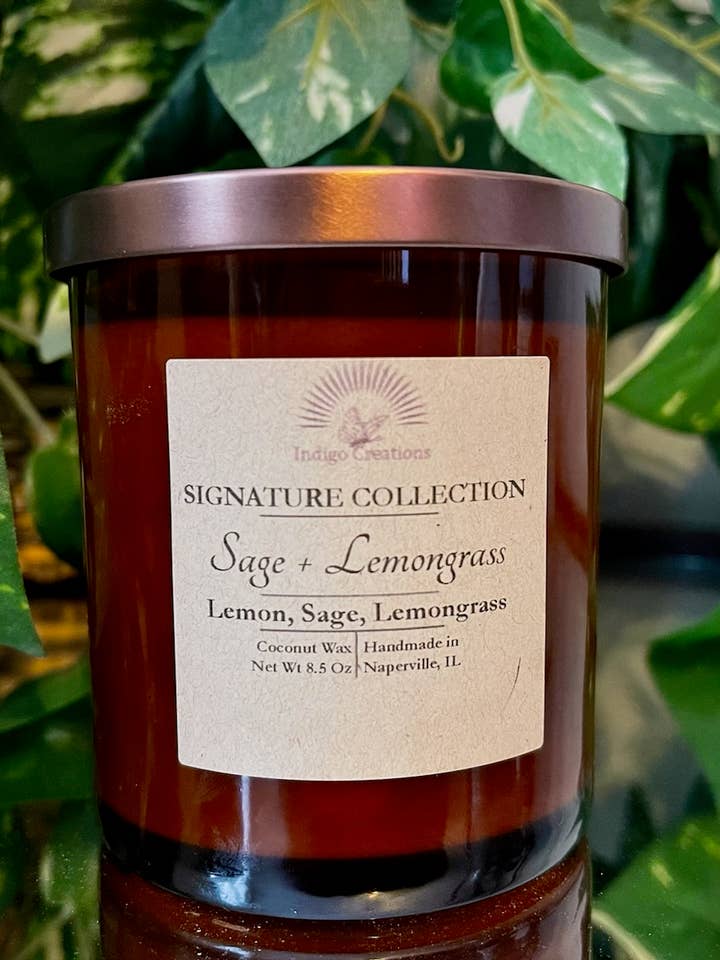 Indigo Creations
SIGNATURE COLLECTION
Sage + Lemongrass
Lemon, Sage, Lemongrass
Coconut Wax
Net Wt 8.5 Oz
Handmade in
Naperville, IL